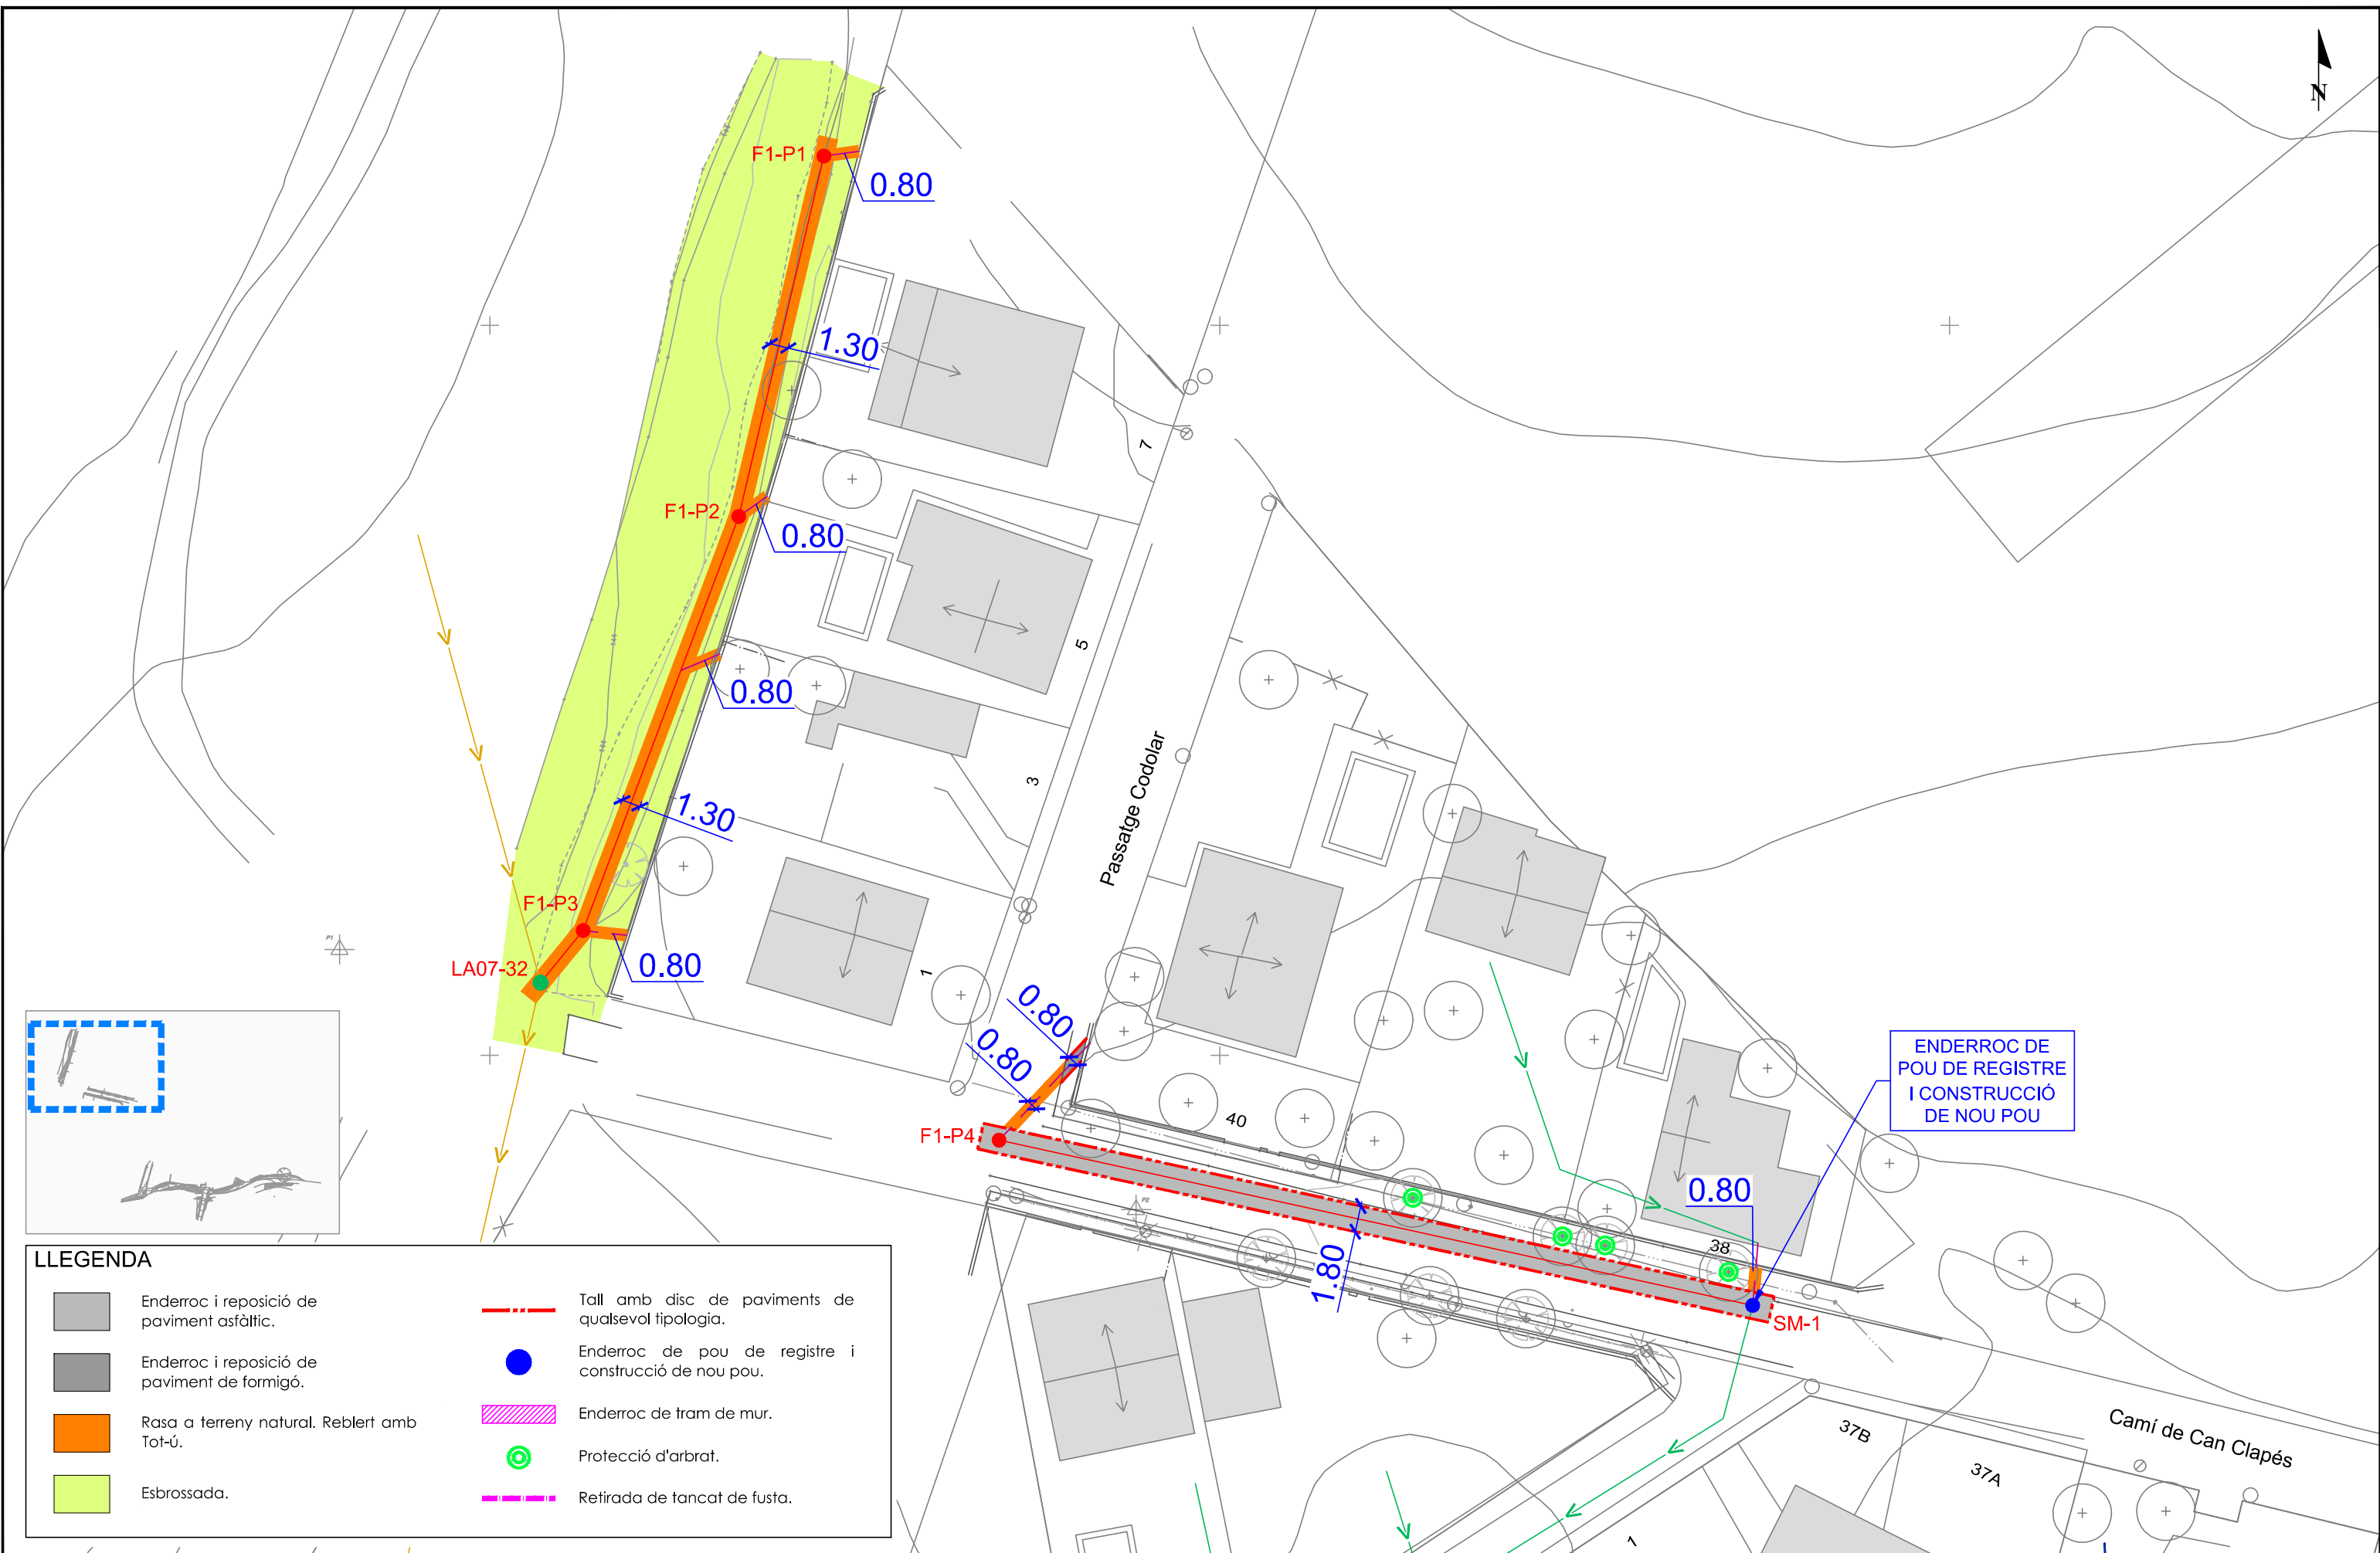 N
F1-P1
0.80
1.30
F1-P2
0.80
0.80
1.30
F1-P3
LA07-32
0.80
7
5
3
1
Passatge Codolar
P1
0.80
0.80
F1-P4
40
P2
1.80
38
0.80
SM-1
ENDERROC DE
POU DE REGISTRE
I CONSTRUCCIÓ
DE NOU POU
37B
37A
1
Camí de Can Clapés
LLEGENDA
Enderroc i reposició de
paviment asfàltic.
Enderroc i reposició de
paviment de formigó.
Rasa a terreny natural. Reblert amb
Tot-ú.
Esbrossada.
Tall amb disc de paviments de
qualsevol tipologia.
Enderroc de pou de registre i
construcció de nou pou.
Enderroc de tram de mur.
Protecció d'arbrat.
Retirada de tancat de fusta.